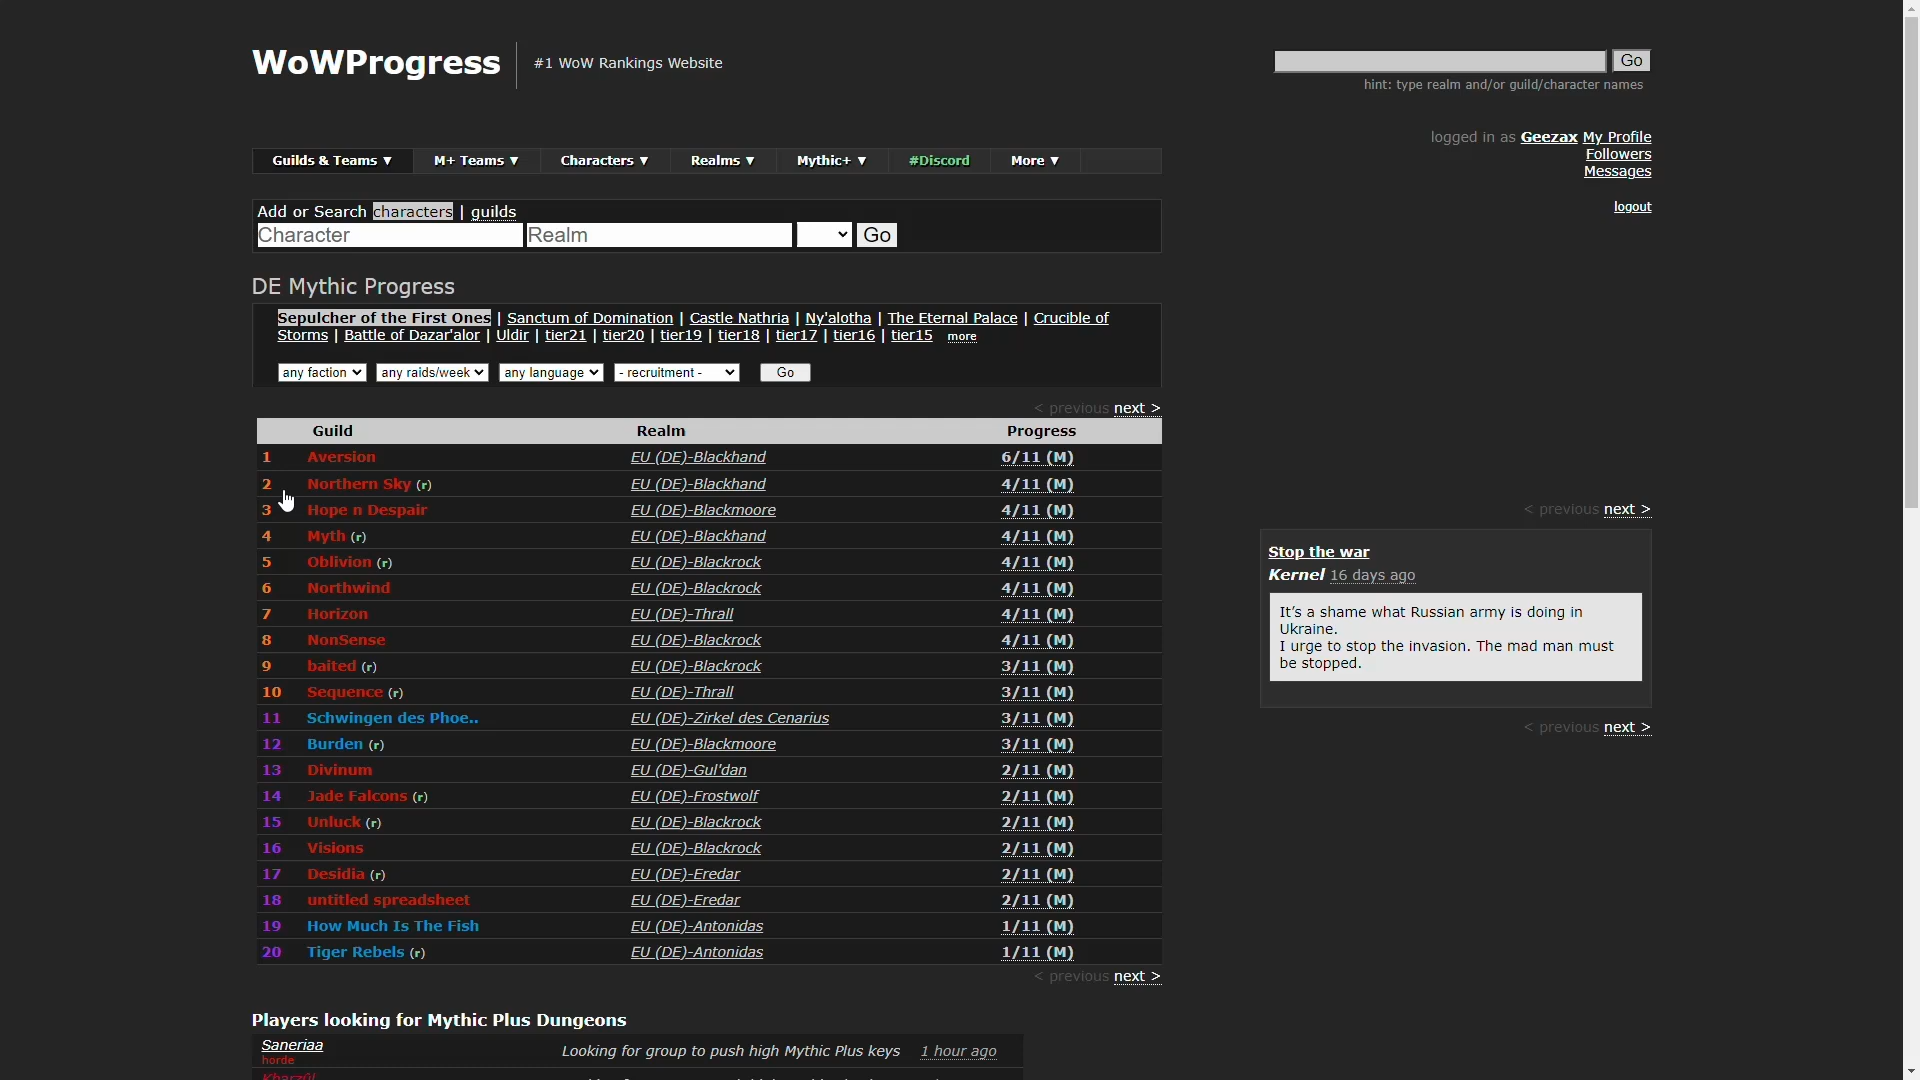 WoWProgress
#1 WoW Rankings Website
Go
hint: type realm and/or guild/character names
logged in as Geezax My Profile
Followers
Messages
logout
Guilds & Teams ▼ M+ Teams ▼ Characters ▼ Realms ▼ Mythic+ ▼ #Discord More ▼
Add or Search characters | guilds
Character Realm Go
DE Mythic Progress
Sepulcher of the First Ones | Sanctum of Domination | Castle Nathria | Ny'alotha | The Eternal Palace | Crucible of
Storms | Battle of Dazar'alor | Uldir | tier21 | tier20 | tier19 | tier18 | tier17 | tier16 | tier15 more
any faction any raids/week any language - recruitment - Go
< previous next >
Guild Realm Progress
1 Aversion EU (DE)-Blackhand 6/11 (M)
2 Northern Sky (r) EU (DE)-Blackhand 4/11 (M)
3 Hope n Despair EU (DE)-Blackmoore 4/11 (M)
4 Myth (r) EU (DE)-Blackhand 4/11 (M)
5 Oblivion (r) EU (DE)-Blackrock 4/11 (M)
6 Northwind EU (DE)-Blackrock 4/11 (M)
7 Horizon EU (DE)-Thrall 4/11 (M)
8 NonSense EU (DE)-Blackrock 4/11 (M)
9 baited (r) EU (DE)-Blackrock 3/11 (M)
10 Sequence (r) EU (DE)-Thrall 3/11 (M)
11 Schwingen des Phoe.. EU (DE)-Zirkel des Cenarius 3/11 (M)
12 Burden (r) EU (DE)-Blackmoore 3/11 (M)
13 Divinum EU (DE)-Gul'dan 2/11 (M)
14 Jade Falcons (r) EU (DE)-Frostwolf 2/11 (M)
15 Unluck (r) EU (DE)-Blackrock 2/11 (M)
16 Visions EU (DE)-Blackrock 2/11 (M)
17 Desidia (r) EU (DE)-Eredar 2/11 (M)
18 untitled spreadsheet EU (DE)-Eredar 2/11 (M)
19 How Much Is The Fish EU (DE)-Antonidas 1/11 (M)
20 Tiger Rebels (r) EU (DE)-Antonidas 1/11 (M)
< previous next >
< previous next >
Stop the war
Kernel 16 days ago
It's a shame what Russian army is doing in
Ukraine.
I urge to stop the invasion. The mad man must
be stopped.
< previous next >
Players looking for Mythic Plus Dungeons
Saneriaa Looking for group to push high Mythic Plus keys 1 hour ago
horde